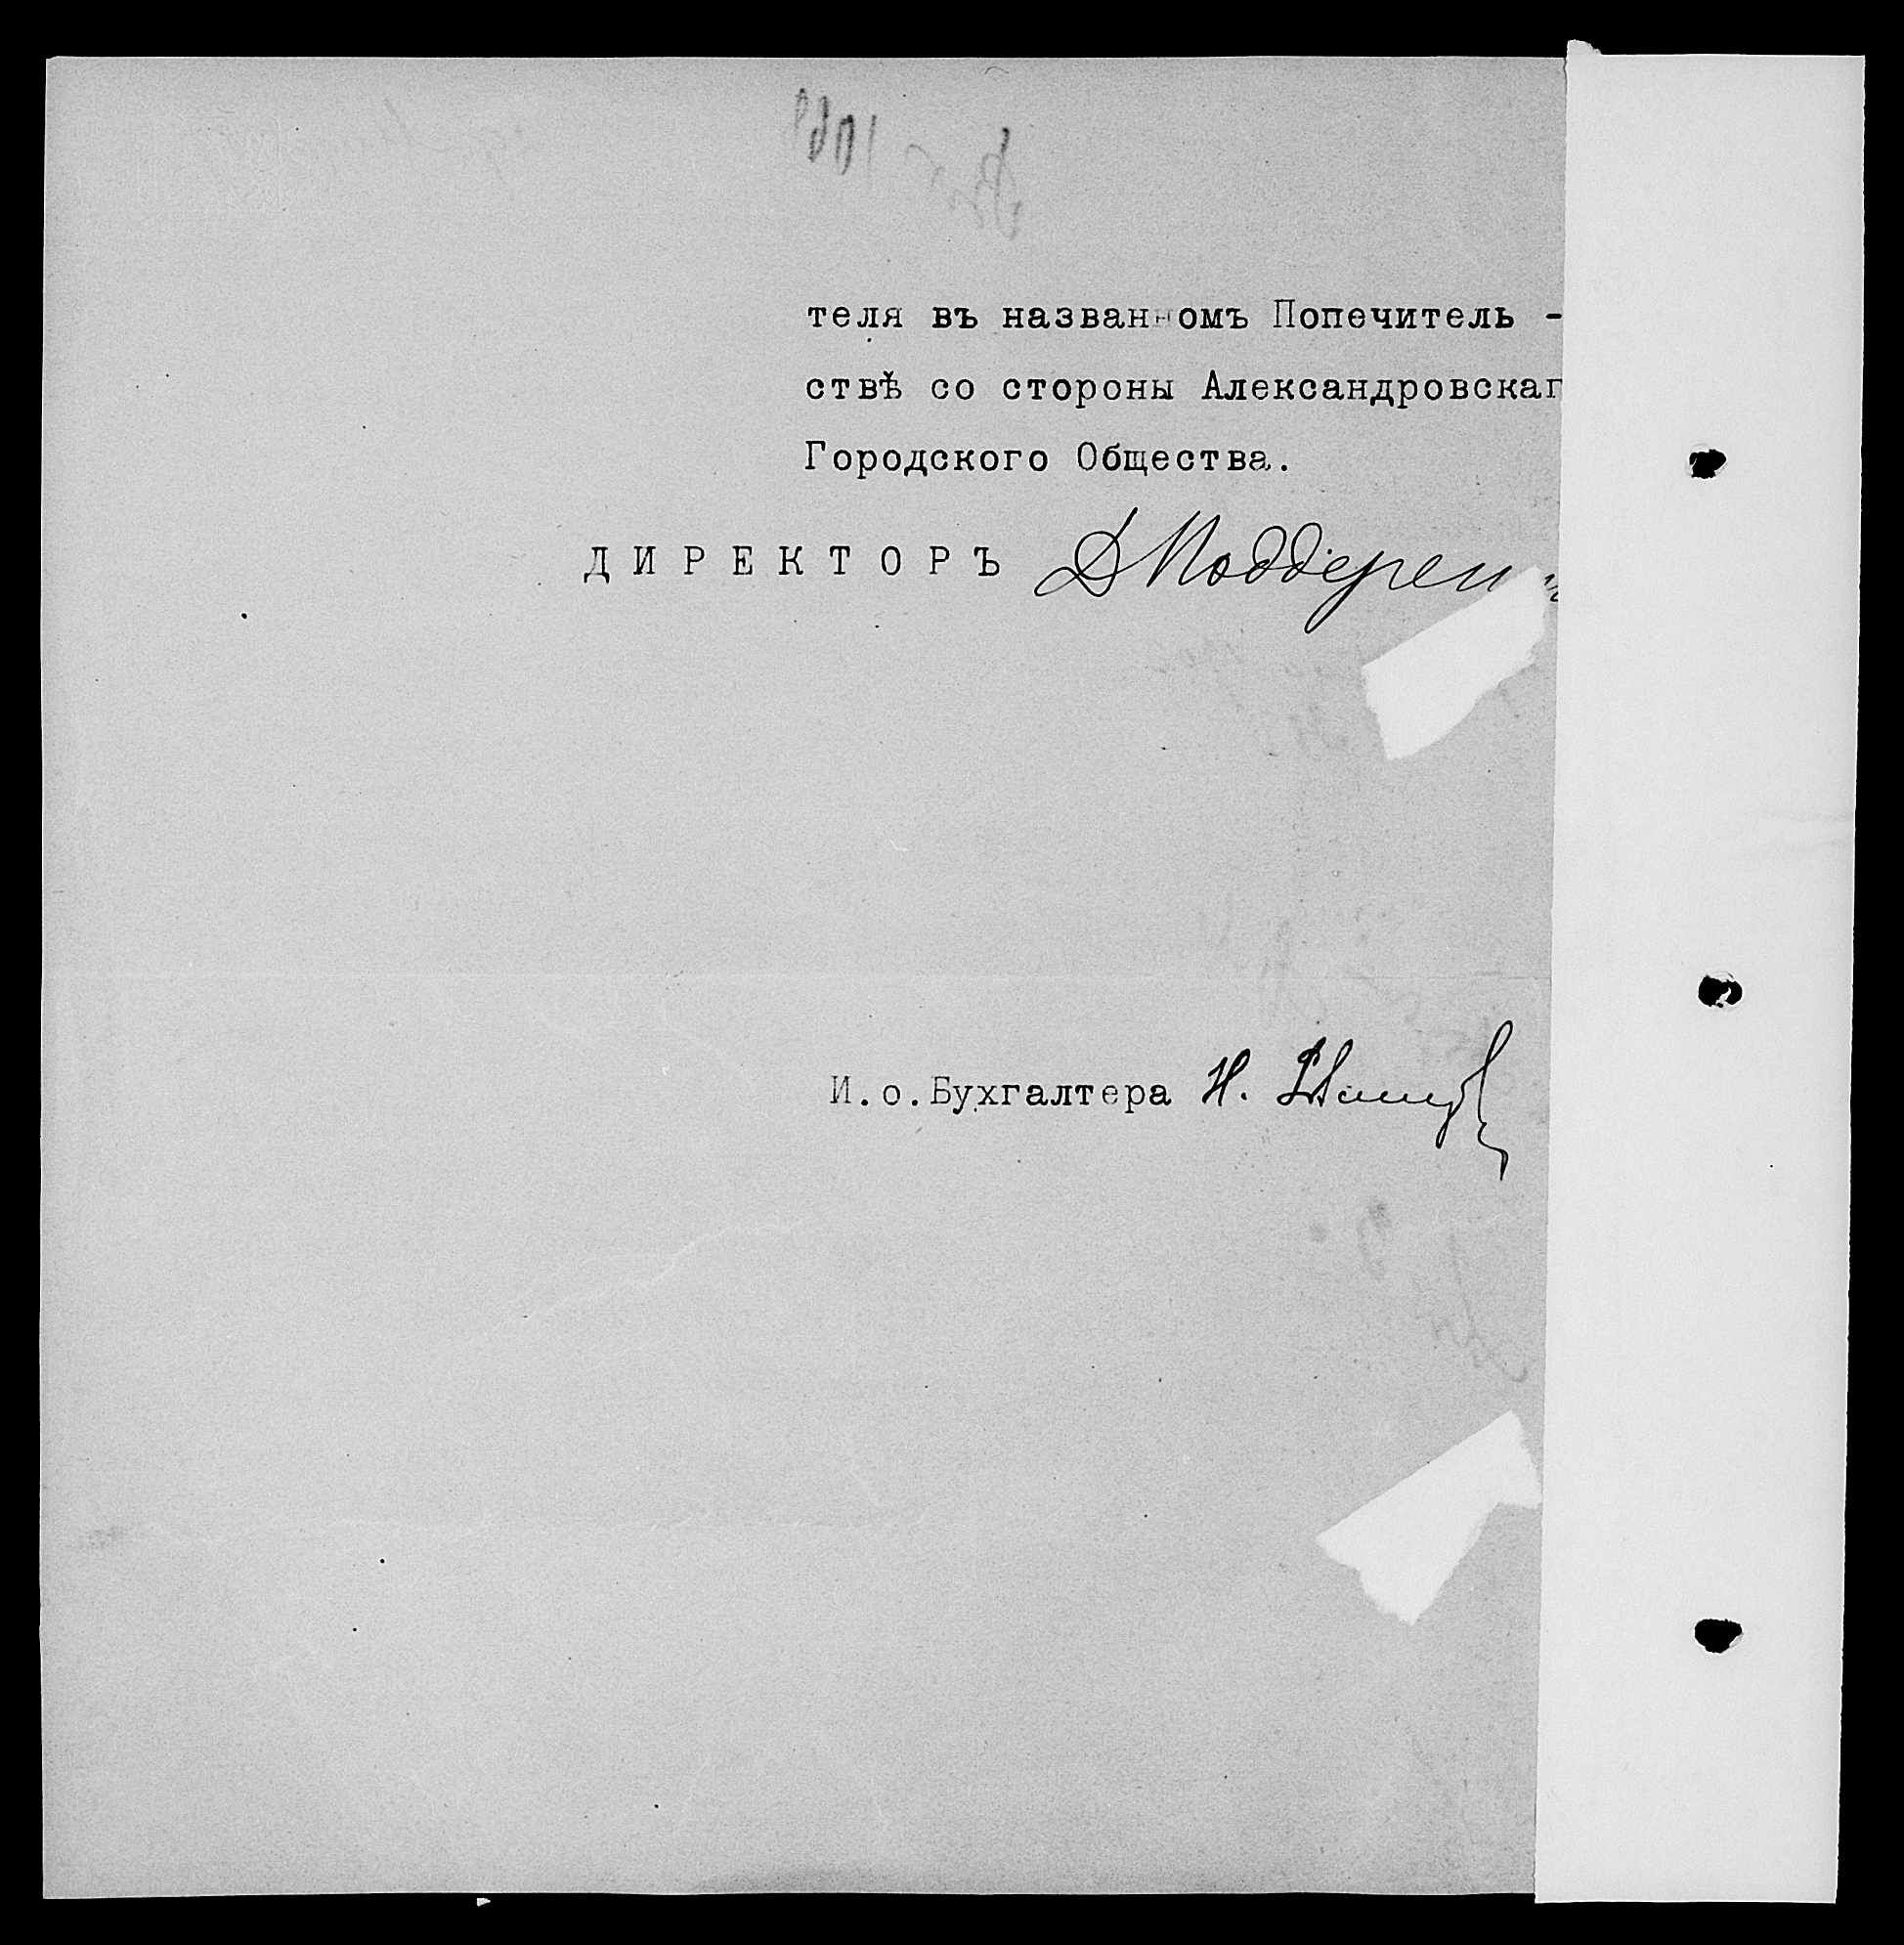 теля въ названномъ Попечитель -
ствѣ со стороны Александровскаг
Городского Общества.
ДИРЕКТОРЪ
И.о.Бухгалтера Н.